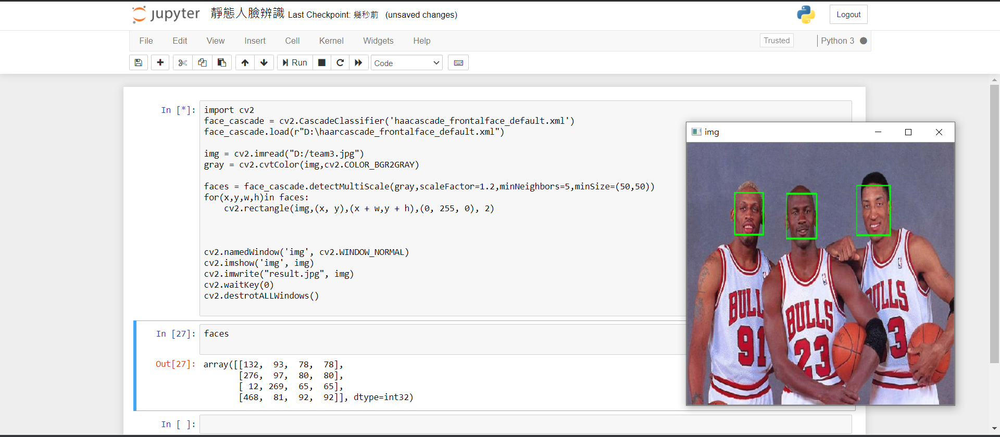 jupyter 靜態人臉辨識 Last Checkpoint: 幾秒前 (unsaved changes)
Logout
File Edit View Insert Cell Kernel Widgets Help
Trusted
Python 3
Run
Code
In [*]:
import cv2
face_cascade = cv2.CascadeClassifier('haacascade_frontalface_default.xml')
face_cascade.load(r"D:\haarcascade_frontalface_default.xml")
img = cv2.imread("D:/team3.jpg")
gray = cv2.cvtColor(img,cv2.COLOR_BGR2GRAY)
faces = face_cascade.detectMultiScale(gray,scaleFactor=1.2,minNeighbors=5,minSize=(50,50))
for(x,y,w,h)in faces:
    cv2.rectangle(img,(x, y),(x + w,y + h),(0, 255, 0), 2)
cv2.namedWindow('img', cv2.WINDOW_NORMAL)
cv2.imshow('img', img)
cv2.imwrite("result.jpg", img)
cv2.waitKey(0)
cv2.destrotALLWindows()
In [27]:
faces
Out[27]:
array([[132,  93,  78,  78],
       [276,  97,  80,  80],
       [ 12, 269,  65,  65],
       [468,  81,  92,  92]], dtype=int32)
In [ ]:
img
BULL
91
BULLS
23
BULLS
3